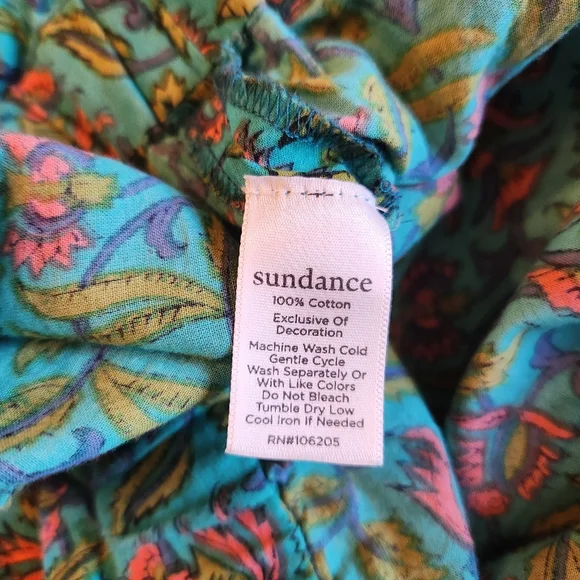 sundance
100% Cotton
Exclusive Of
Decoration
Machine Wash Cold
Gentle Cycle
Wash Separately Or
With Like Colors
Do Not Bleach
Tumble Dry Low
Cool Iron If Needed
RN#106205